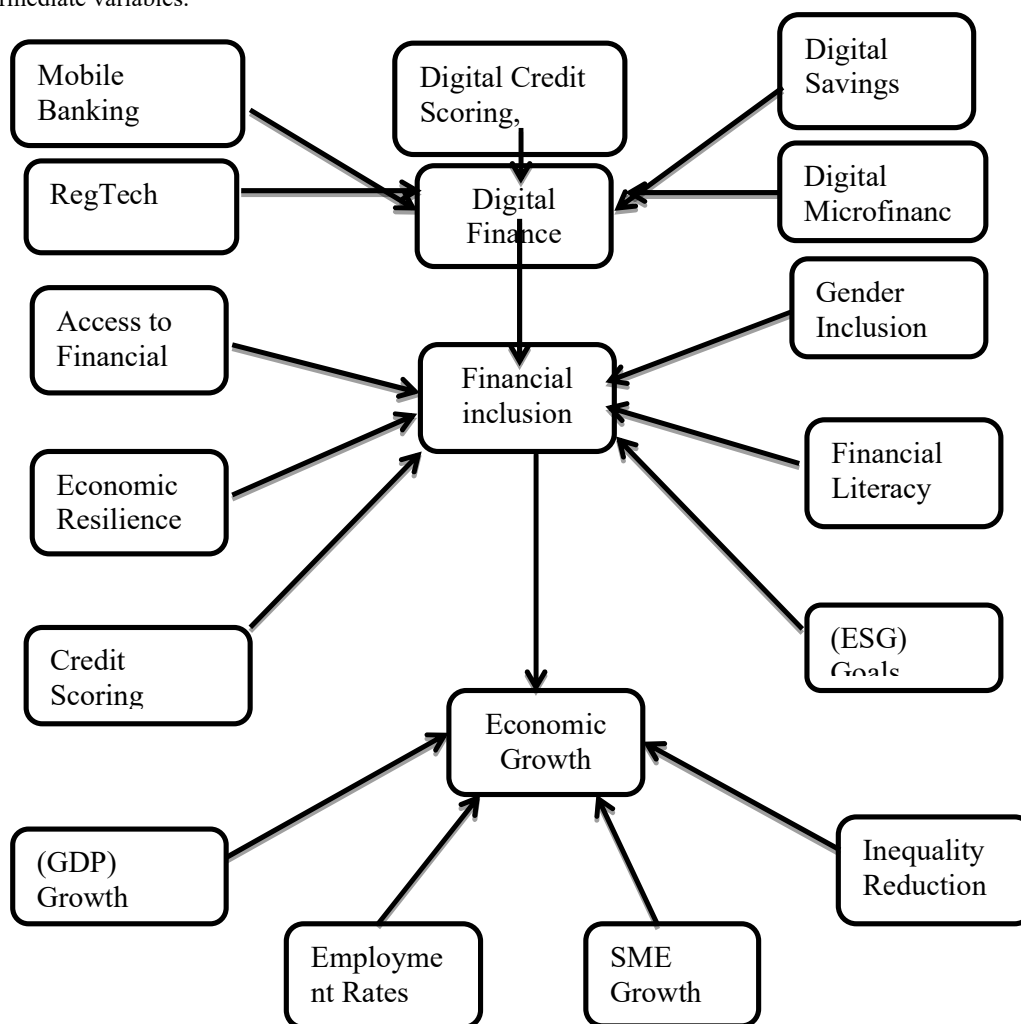 rmediate variables.
Mobile
Banking
Digital Credit
Scoring,
Digital
Savings
RegTech
Digital
Finance
Digital
Microfinanc
Access to
Financial
Financial
inclusion
Gender
Inclusion
Economic
Resilience
Financial
Literacy
Credit
Scoring
(ESG)
Goals
Economic
Growth
(GDP)
Growth
Inequality
Reduction
Employme
nt Rates
SME
Growth